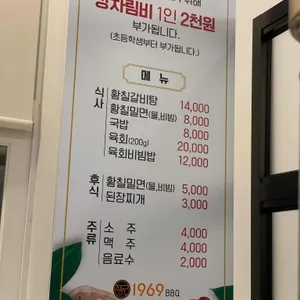 위해
상차림비 1인 2천원
부가됩니다.
(초등학생부터 부가됩니다.)
메뉴
식사
황칠갈비탕 14,000
황칠밀면(물,비빔) 8,000
국밥 8,000
육회(200g) 20,000
육회비빔밥 12,000
후식
황칠밀면(물,비빔) 5,000
된장찌개 3,000
주류
소주 4,000
맥주 4,000
음료수 2,000
1969 BBQ